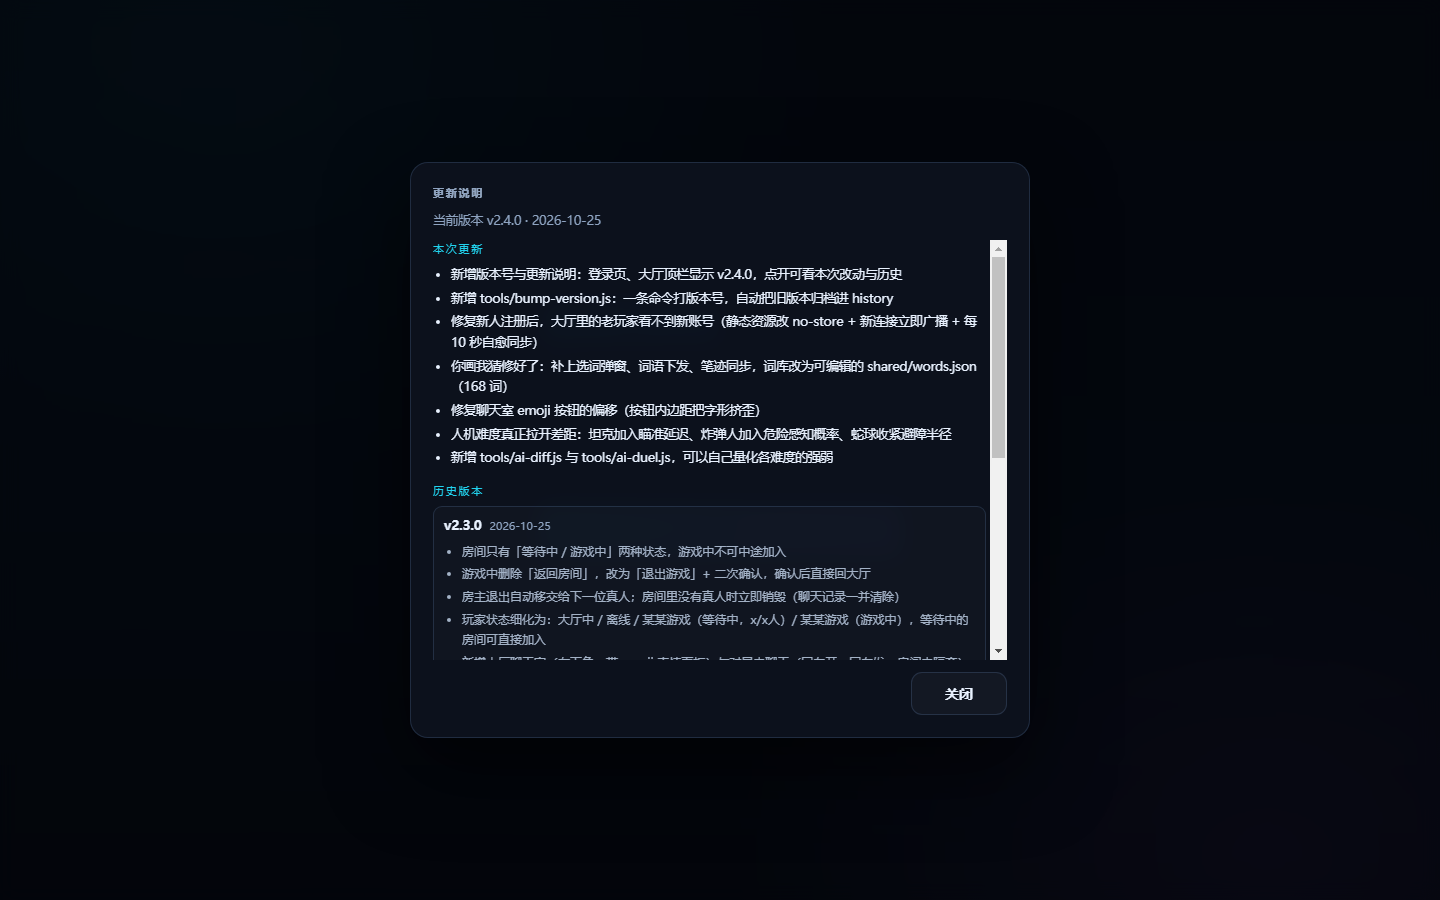 更新说明
当前版本 v2.4.0 · 2026-10-25
本次更新
• 新增版本号与更新说明：登录页、大厅顶栏显示 v2.4.0，点开可看本次改动与历史
• 新增 tools/bump-version.js：一条命令打版本号，自动把旧版本归档进 history
• 修复新人注册后，大厅里的老玩家看不到新账号（静态资源改 no-store + 新连接立即广播 + 每
10 秒自愈同步）
• 你画我猜修好了：补上选词弹窗、词语下发、笔迹同步，词库改为可编辑的 shared/words.json
（168 词）
• 修复聊天室 emoji 按钮的偏移（按钮内边距把字形挤歪）
• 人机难度真正拉开差距：坦克加入瞄准延迟、炸弹人加入危险感知概率、蛇球收紧避障半径
• 新增 tools/ai-diff.js 与 tools/ai-duel.js，可以自己量化各难度的强弱
历史版本
v2.3.0 2026-10-25
• 房间只有「等待中 / 游戏中」两种状态，游戏中不可中途加入
• 游戏中删除「返回房间」，改为「退出游戏」+ 二次确认，确认后直接回大厅
• 房主退出自动移交给下一位真人；房间里没有真人时立即销毁（聊天记录一并清除）
• 玩家状态细化为：大厅中 / 离线 / 某某游戏（等待中，x/x人）/ 某某游戏（游戏中），等待中的
房间可直接加入
关闭